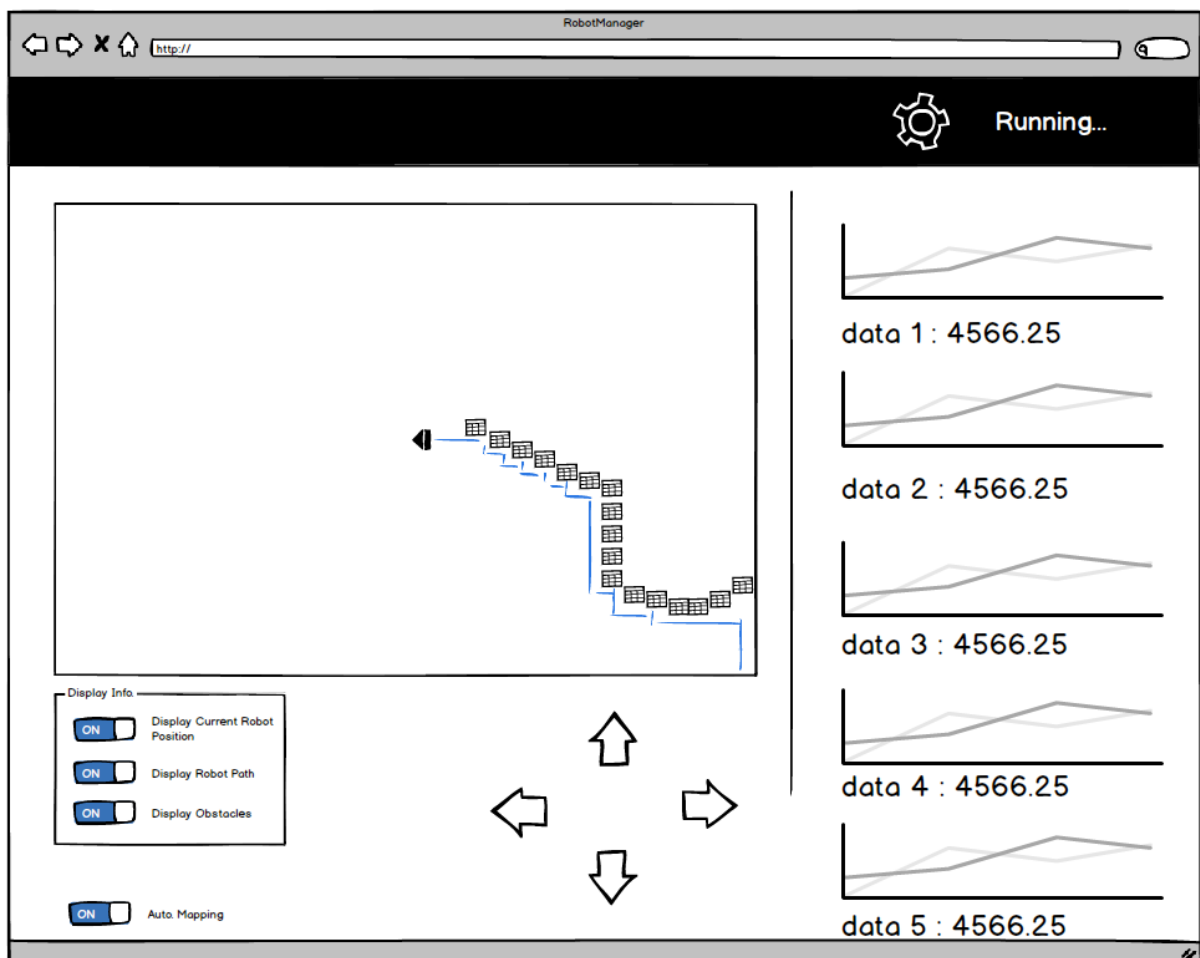 RobotManager
http://
Running...
data 1 : 4566.25
data 2 : 4566.25
data 3 : 4566.25
data 4 : 4566.25
data 5 : 4566.25
Display Info.
ON Display Current Robot
Position
ON Display Robot Path
ON Display Obstacles
ON Auto. Mapping